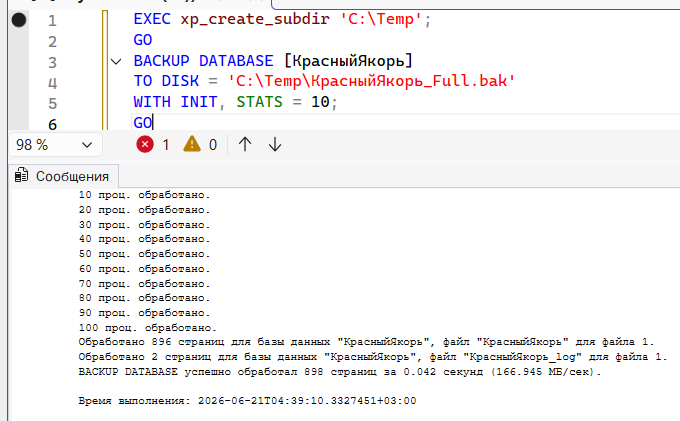 1 EXEC xp_create_subdir 'C:\Temp';
2 GO
3 BACKUP DATABASE [КрасныйЯкорь]
4 TO DISK = 'C:\Temp\КрасныйЯкорь_Full.bak'
5 WITH INIT, STATS = 10;
6 GO
98 % 1 0
Сообщения
10 проц. обработано.
20 проц. обработано.
30 проц. обработано.
40 проц. обработано.
50 проц. обработано.
60 проц. обработано.
70 проц. обработано.
80 проц. обработано.
90 проц. обработано.
100 проц. обработано.
Обработано 896 страниц для базы данных "КрасныйЯкорь", файл "КрасныйЯкорь" для файла 1.
Обработано 2 страниц для базы данных "КрасныйЯкорь", файл "КрасныйЯкорь_log" для файла 1.
BACKUP DATABASE успешно обработал 898 страниц за 0.042 секунд (166.945 МБ/сек).
Время выполнения: 2026-06-21T04:39:10.3327451+03:00